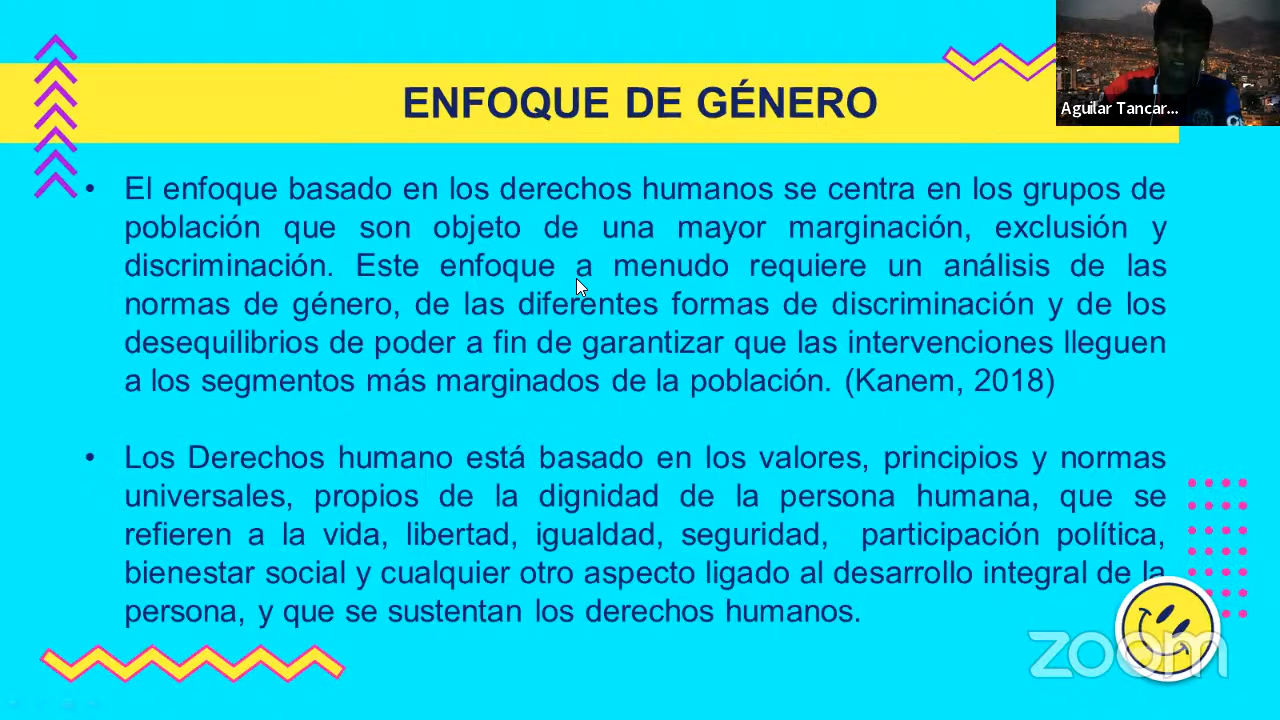 ENFOQUE DE GÉNERO
Aguilar Tancar...
• El enfoque basado en los derechos humanos se centra en los grupos de
población que son objeto de una mayor marginación, exclusión y
discriminación. Este enfoque a menudo requiere un análisis de las
normas de género, de las diferentes formas de discriminación y de los
desequilibrios de poder a fin de garantizar que las intervenciones lleguen
a los segmentos más marginados de la población. (Kanem, 2018)
• Los Derechos humano está basado en los valores, principios y normas
universales, propios de la dignidad de la persona humana, que se
refieren a la vida, libertad, igualdad, seguridad, participación política,
bienestar social y cualquier otro aspecto ligado al desarrollo integral de la
persona, y que se sustentan los derechos humanos.
zoom